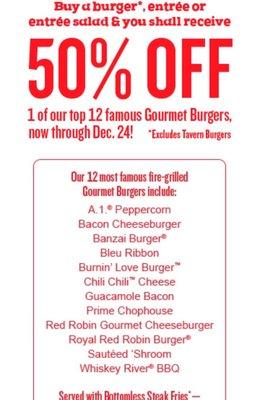 Buy a burger*, entrée or
entrée salad & you shall receive
50% OFF
1 of our top 12 famous Gourmet Burgers,
now through Dec. 24! *Excludes Tavern Burgers
Our 12 most famous fire-grilled
Gourmet Burgers include:
A.1.® Peppercorn
Bacon Cheeseburger
Banzai Burger®
Bleu Ribbon
Burnin' Love Burger™
Chili Chili™ Cheese
Guacamole Bacon
Prime Chophouse
Red Robin Gourmet Cheeseburger
Royal Red Robin Burger®
Sautéed 'Shroom
Whiskey River® BBQ
Served with Bottomless Steak Fries*—